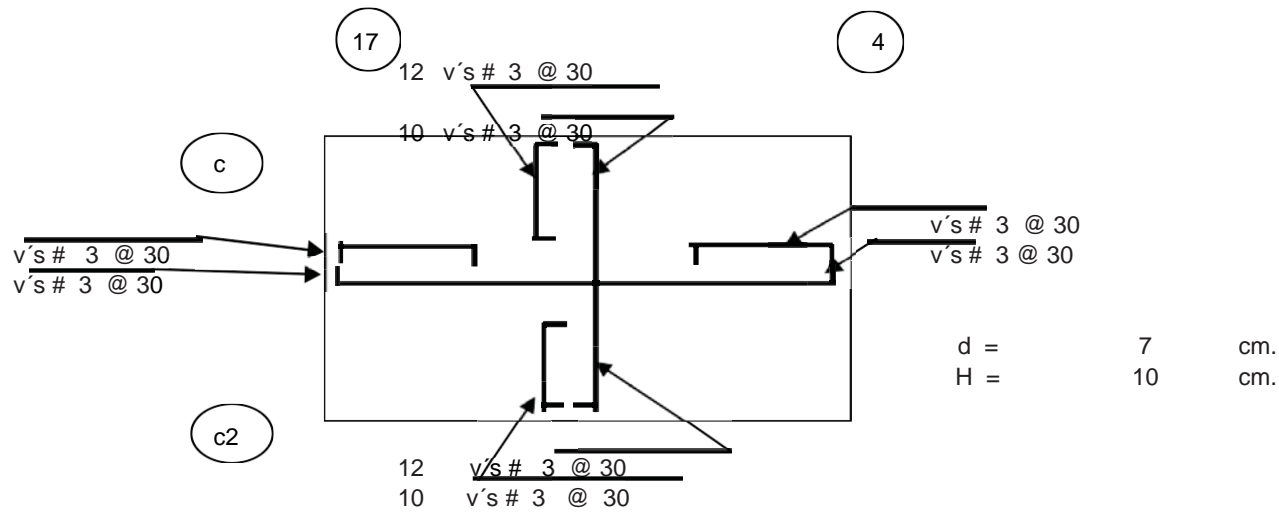 17
4
12 v´s # 3 @ 30
10 v´s # 3 @ 30
c
v´s # 3 @ 30
v´s # 3 @ 30
v´s # 3 @ 30
v´s # 3 @ 30
d = 7 cm.
H = 10 cm.
c2
12 v´s # 3 @ 30
10 v´s # 3 @ 30